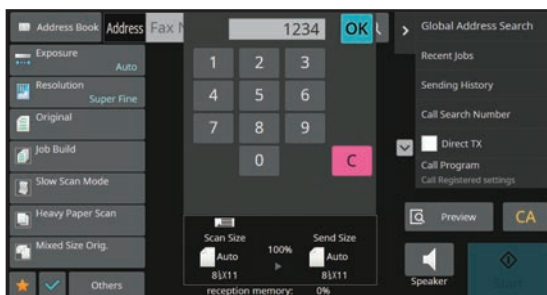 Address Book
Address
Fax N
1234
OK
Global Address Search
Exposure
Auto
Recent Jobs
1
2
3
Resolution
Super Fine
Sending History
4
5
6
Original
Call Search Number
7
8
9
Job Build
Direct TX
0
C
Call Program
Call Registered settings
Slow Scan Mode
Heavy Paper Scan
Preview
CA
Scan Size
Send Size
Mixed Size Orig.
Auto
100%
Auto
8½X11
8½X11
Others
reception memory: 0%
Speaker
Start